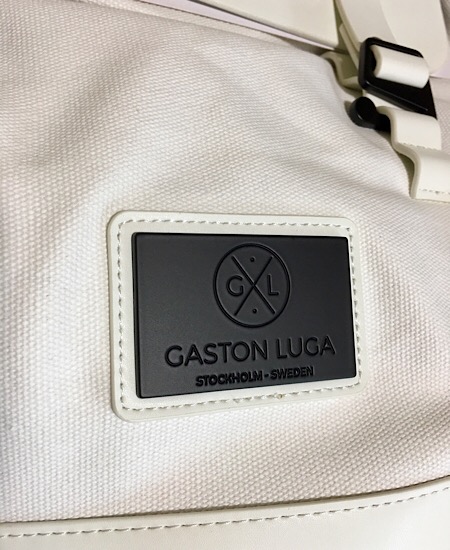 G L
GASTON LUGA
STOCKHOLM - SWEDEN